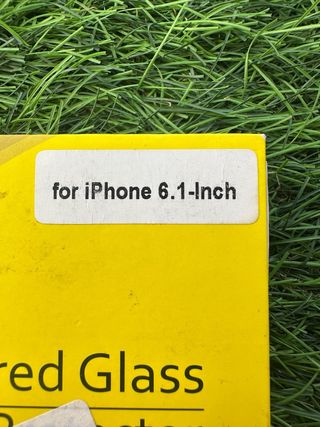 for iPhone 6.1-Inch
red Glass